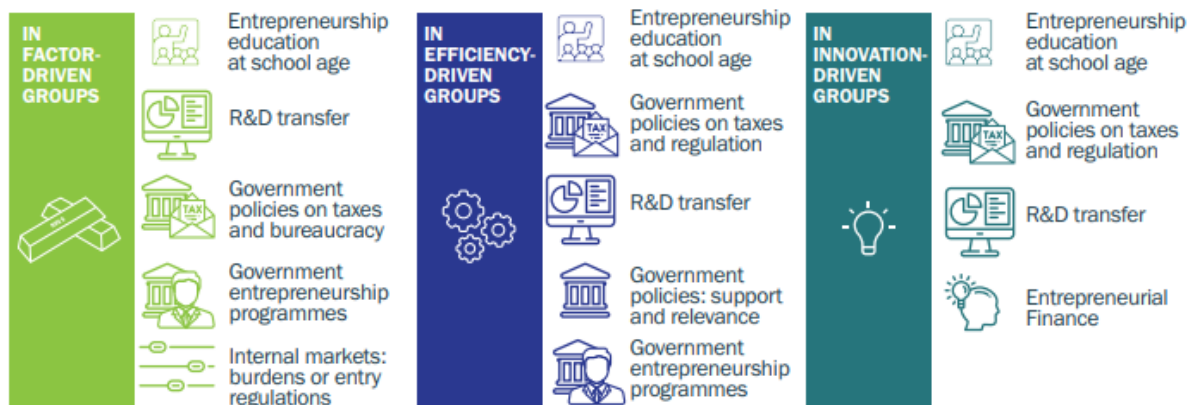 IN
FACTOR-
DRIVEN
GROUPS
Entrepreneurship
education
at school age
R&D transfer
TAX
Government
policies on taxes
and bureaucracy
Government
entrepreneurship
programmes
Internal markets:
burdens or entry
regulations
IN
EFFICIENCY-
DRIVEN
GROUPS
Entrepreneurship
education
at school age
TAX
Government
policies on taxes
and regulation
R&D transfer
Government
policies: support
and relevance
Government
entrepreneurship
programmes
IN
INNOVATION-
DRIVEN
GROUPS
Entrepreneurship
education
at school age
TAX
Government
policies on taxes
and regulation
R&D transfer
Entrepreneurial
Finance